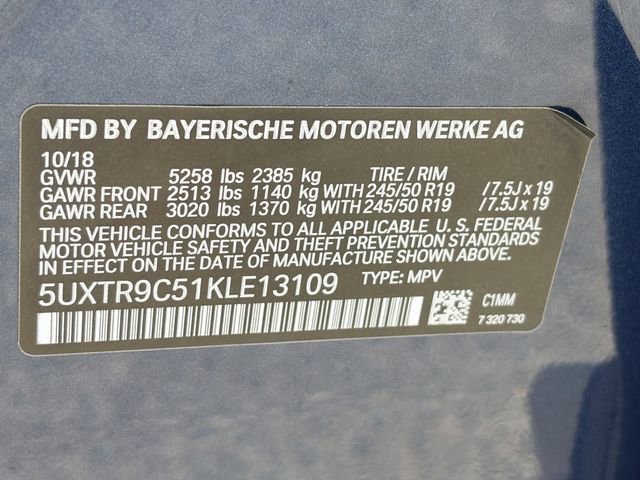 MFD BY BAYERISCHE MOTOREN WERKE AG
10/18
GVWR 5258 lbs 2385 kg TIRE / RIM
GAWR FRONT 2513 lbs 1140 kg WITH 245/50 R19 /7.5J x 19
GAWR REAR 3020 lbs 1370 kg WITH 245/50 R19 /7.5J x 19
THIS VEHICLE CONFORMS TO ALL APPLICABLE U. S. FEDERAL
MOTOR VEHICLE SAFETY AND THEFT PREVENTION STANDARDS
IN EFFECT ON THE DATE OF MANUFACTURE SHOWN ABOVE.
5UXTR9C51KLE13109 TYPE: MPV
C1MM
7 320 730